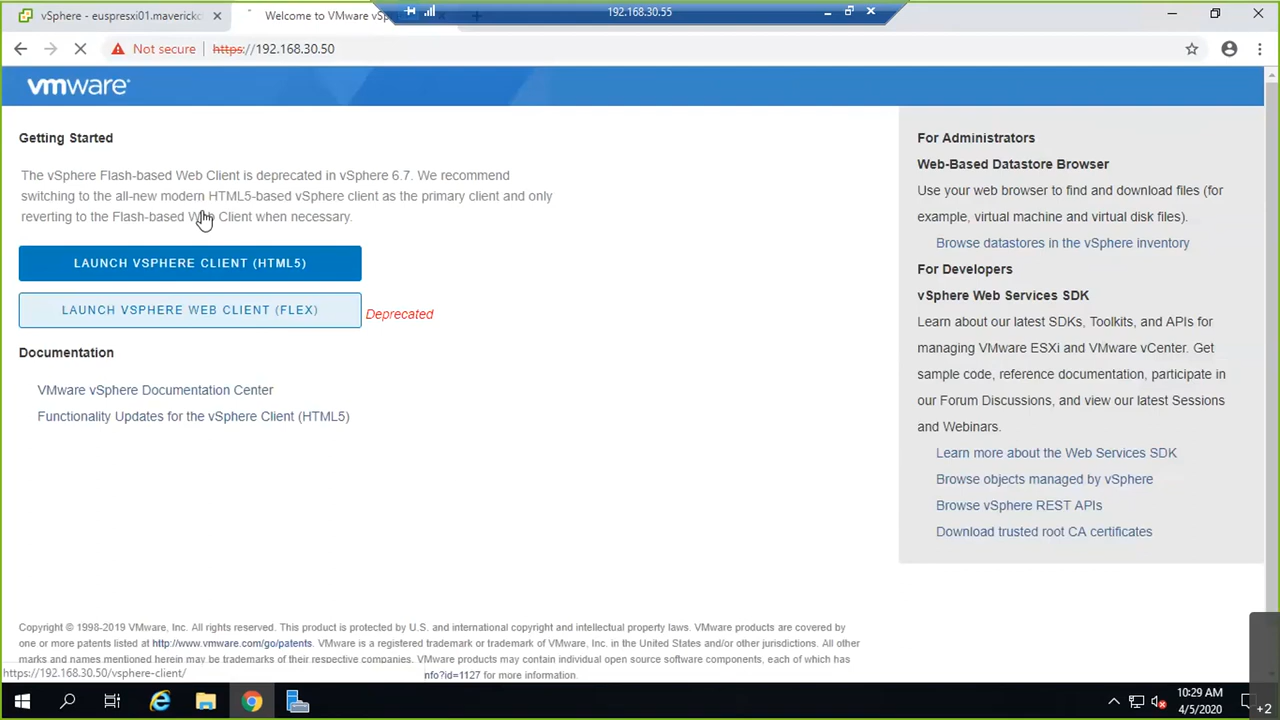 vSphere - euspresxi01.mavericko
Welcome to VMware vSp
192.168.30.55
Not secure
https://192.168.30.50
vmware
Getting Started
The vSphere Flash-based Web Client is deprecated in vSphere 6.7. We recommend
switching to the all-new modern HTML5-based vSphere client as the primary client and only
reverting to the Flash-based Web Client when necessary.
LAUNCH VSPHERE CLIENT (HTML5)
LAUNCH VSPHERE WEB CLIENT (FLEX)
Deprecated
Documentation
VMware vSphere Documentation Center
Functionality Updates for the vSphere Client (HTML5)
For Administrators
Web-Based Datastore Browser
Use your web browser to find and download files (for
example, virtual machine and virtual disk files).
Browse datastores in the vSphere inventory
For Developers
vSphere Web Services SDK
Learn about our latest SDKs, Toolkits, and APIs for
managing VMware ESXi and VMware vCenter. Get
sample code, reference documentation, participate in
our Forum Discussions, and view our latest Sessions
and Webinars.
Learn more about the Web Services SDK
Browse objects managed by vSphere
Browse vSphere REST APIs
Download trusted root CA certificates
Copyright © 1998-2019 VMware, Inc. All rights reserved. This product is protected by U.S. and international copyright and intellectual property laws. VMware products are covered by
one or more patents listed at http://www.vmware.com/go/patents. VMware is a registered trademark or trademark of VMware, Inc. in the United States and/or other jurisdictions. All other
marks and names mentioned herein may be trademarks of their respective companies. VMware products may contain individual open source software components, each of which has
https://192.168.30.50/vsphere-client/
nfo?id=1127 for more information.
10:29 AM
4/5/2020
+2